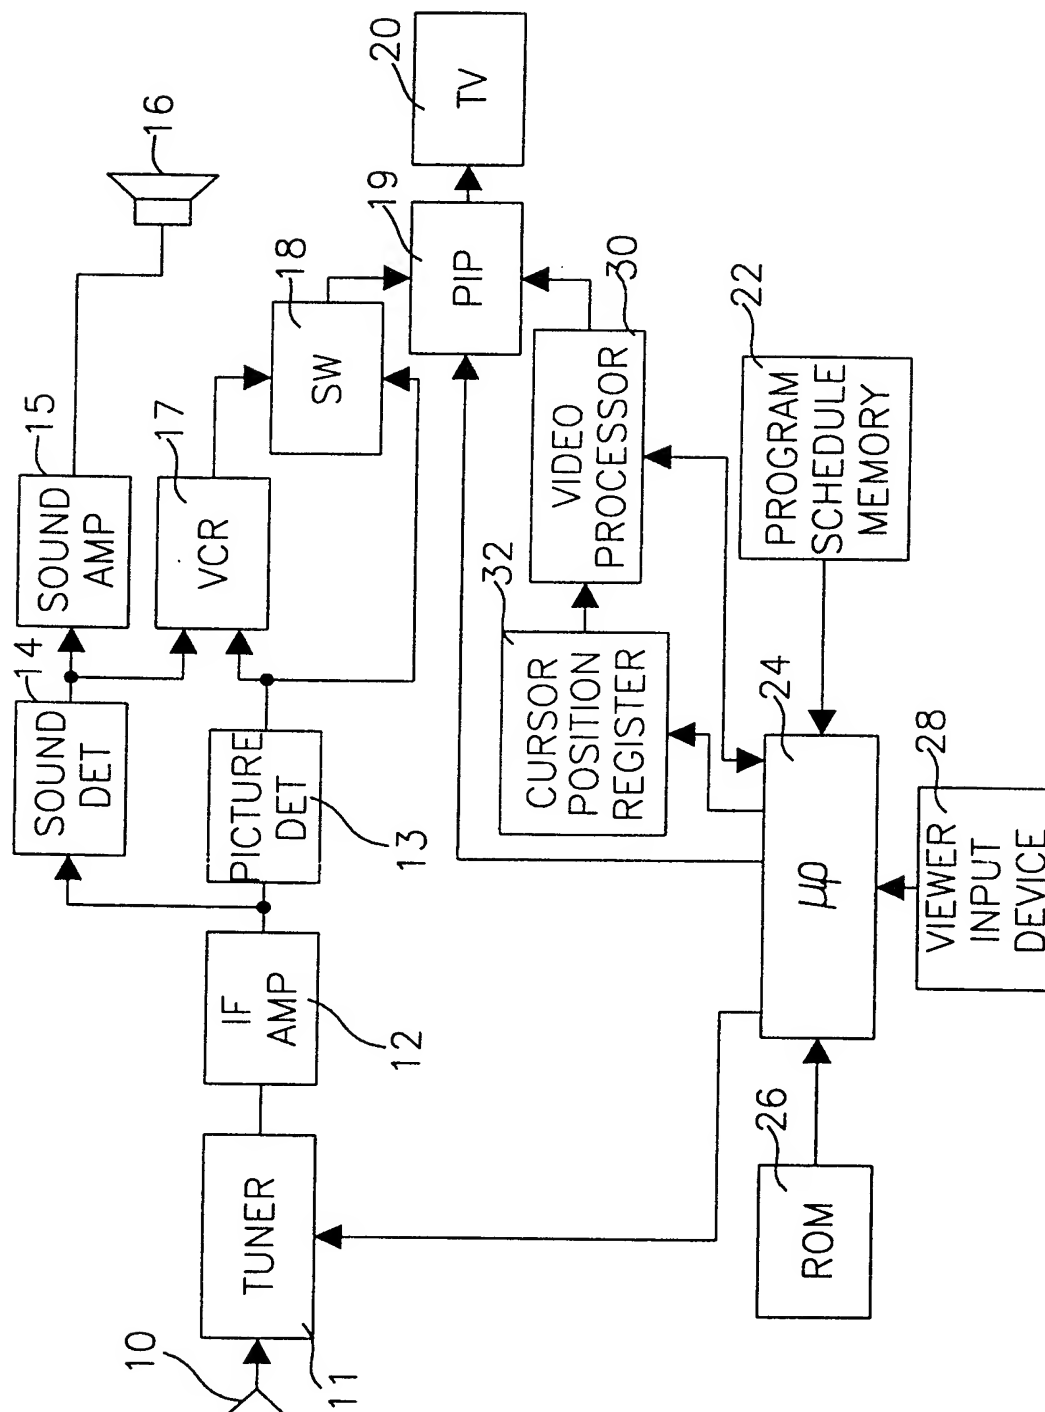 10
11
TUNER
IF
AMP
12
PICTURE
DET
13
SOUND
DET
14
SOUND
AMP
15
16
VCR
17
SW
18
PIP
19
TV
20
VIDEO
PROCESSOR
30
CURSOR
POSITION
REGISTER
32
PROGRAM
SCHEDULE
MEMORY
22
μp
24
ROM
26
VIEWER
INPUT
DEVICE
28